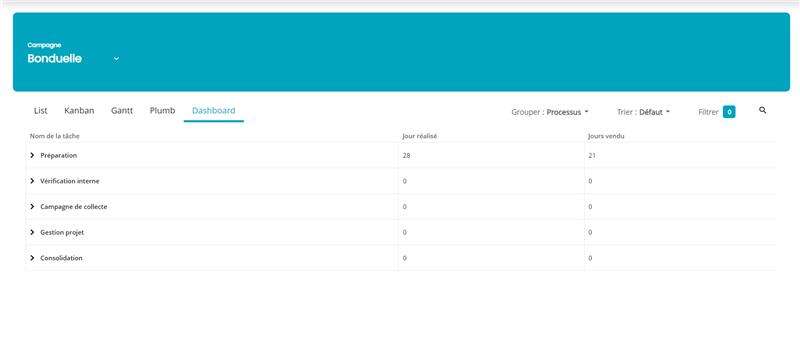 Campagne
Bonduelle
List Kanban Gantt Plumb Dashboard Grouper : Processus Trier : Défaut Filtrer 0
Nom de la tâche Jour réalisé Jours vendu
Préparation 28 21
Vérification interne 0 0
Campagne de collecte 0 0
Gestion projet 0 0
Consolidation 0 0